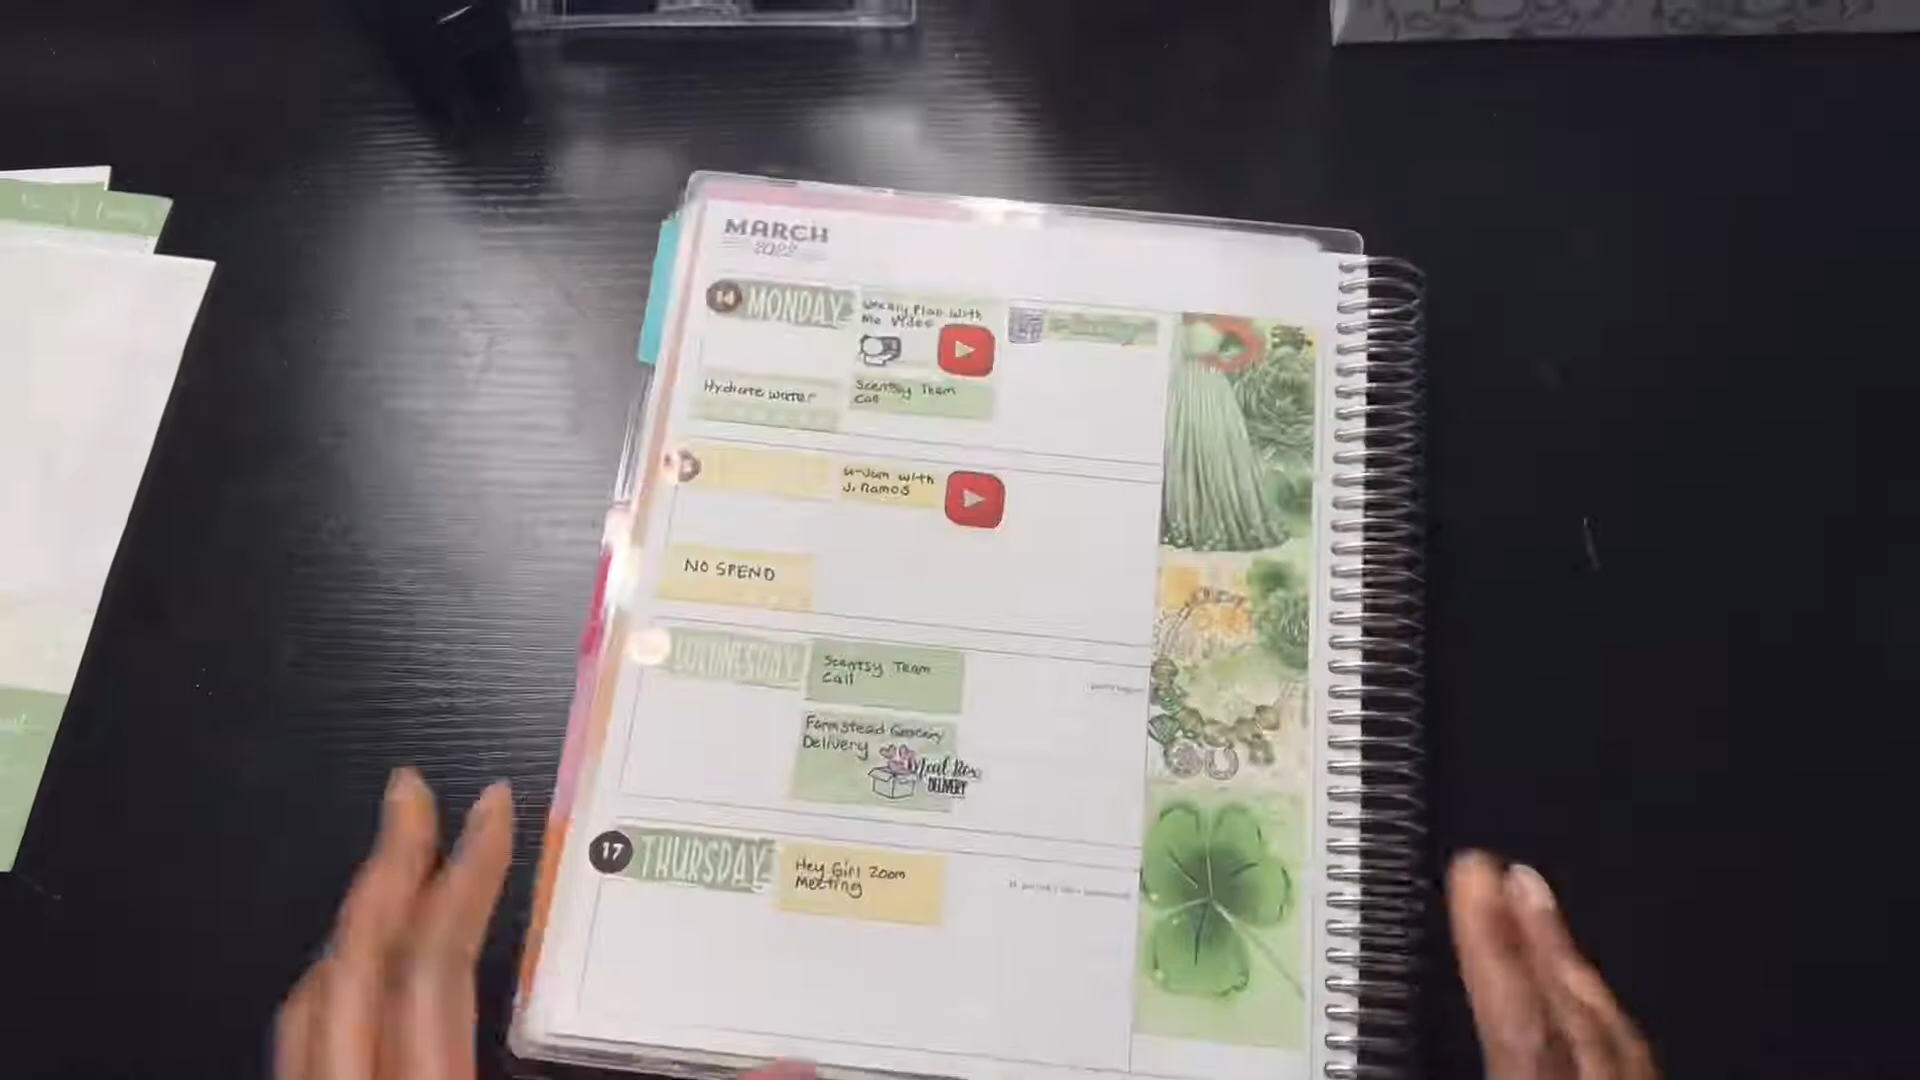 MARCH
2022
14 MONDAY
Weekly Plan With
Me Video
Hydrate water
Scentsy Team
Call
U-Jam with
J. Ramos
NO SPEND
WEDNESDAY
Scentsy Team
Call
Farmstead Grocery
Delivery
Meal Box
DELIVERY
17 THURSDAY
Hey Girl Zoom
Meeting